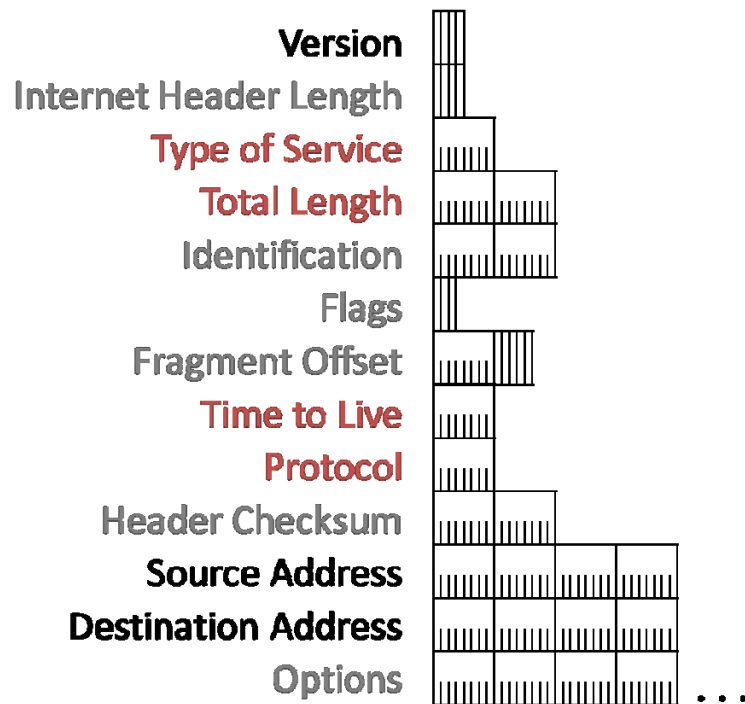 Version
Internet Header Length
Type of Service
Total Length
Identification
Flags
Fragment Offset
Time to Live
Protocol
Header Checksum
Source Address
Destination Address
Options ...